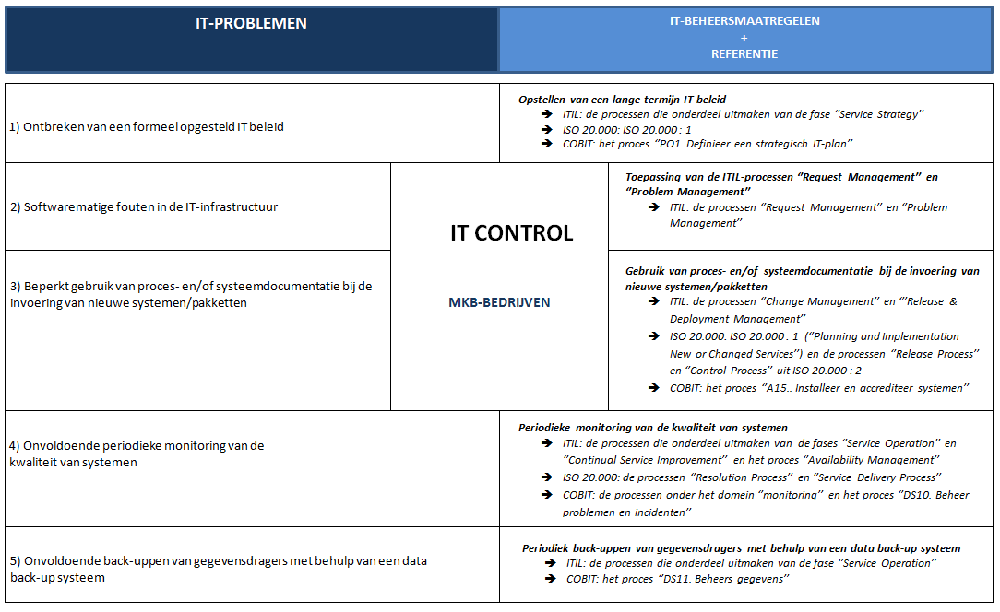 IT-PROBLEMEN
IT-BEHEERSMAATREGELEN
+
REFERENTIE
1) Ontbreken van een formeel opgesteld IT beleid
Opstellen van een lange termijn IT beleid
➔ ITIL: de processen die onderdeel uitmaken van de fase “Service Strategy”
➔ ISO 20.000: ISO 20.000 : 1
➔ COBIT: het proces “PO1. Definieer een strategisch IT-plan”
2) Softwarematige fouten in de IT-infrastructuur
IT CONTROL
MKB-BEDRIJVEN
Toepassing van de ITIL-processen “Request Management” en
“Problem Management”
➔ ITIL: de processen “Request Management” en “Problem
Management”
3) Beperkt gebruik van proces- en/of systeemdocumentatie bij de
invoering van nieuwe systemen/pakketten
Gebruik van proces- en/of systeemdocumentatie bij de invoering van
nieuwe systemen/pakketten
➔ ITIL: de processen “Change Management” en “’Release &
Deployment Management”
➔ ISO 20.000: ISO 20.000 : 1 (“Planning and Implementation
New or Changed Services”) en de processen “Release Process”
en “Control Process” uit ISO 20.000 : 2
➔ COBIT: het proces “A15.. Installeer en accrediteer systemen”
4) Onvoldoende periodieke monitoring van de
kwaliteit van systemen
Periodieke monitoring van de kwaliteit van systemen
➔ ITIL: de processen die onderdeel uitmaken van de fases “Service Operation” en
“Continual Service Improvement” en het proces “Availability Management”
➔ ISO 20.000: de processen “Resolution Process” en “Service Delivery Process”
➔ COBIT: de processen onder het domein “monitoring” en het proces “DS10. Beheer
problemen en incidenten”
5) Onvoldoende back-uppen van gegevensdragers met behulp van een data
back-up systeem
Periodiek back-uppen van gegevensdragers met behulp van een data back-up systeem
➔ ITIL: de processen die onderdeel uitmaken van de fase “Service Operation”
➔ COBIT: het proces “DS11. Beheers gegevens”